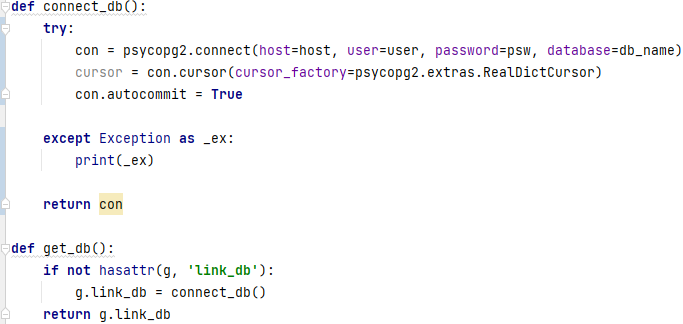 def connect_db():
    try:
        con = psycopg2.connect(host=host, user=user, password=psw, database=db_name)
        cursor = con.cursor(cursor_factory=psycopg2.extras.RealDictCursor)
        con.autocommit = True

    except Exception as _ex:
        print(_ex)

    return con

def get_db():
    if not hasattr(g, 'link_db'):
        g.link_db = connect_db()
    return g.link_db